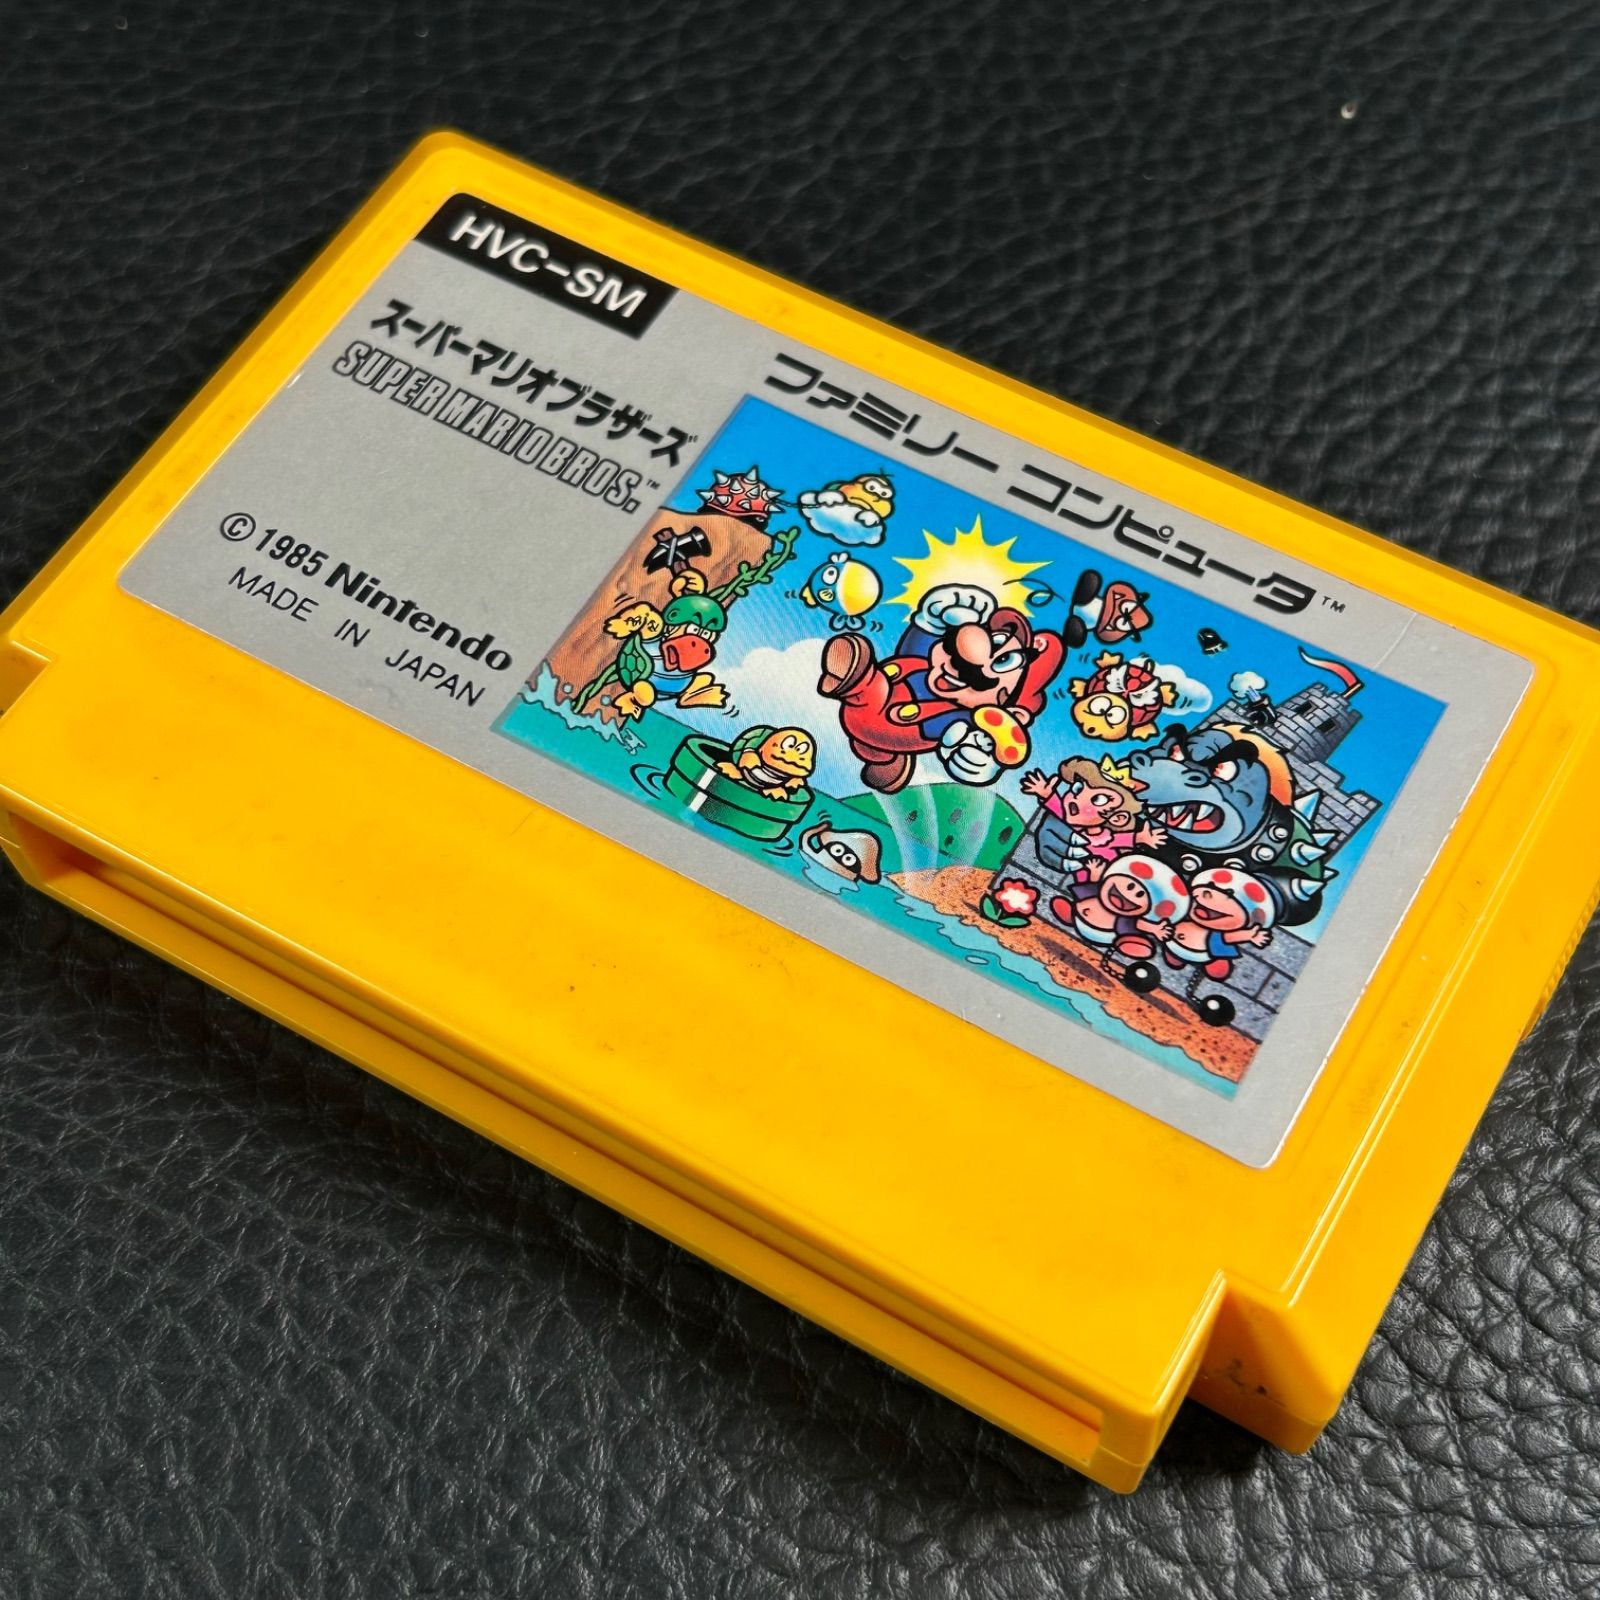 HVC-SM
スーパーマリオブラザーズ
SUPER MARIO BROS.™
© 1985 Nintendo
MADE IN JAPAN
ファミリー コンピュータ™